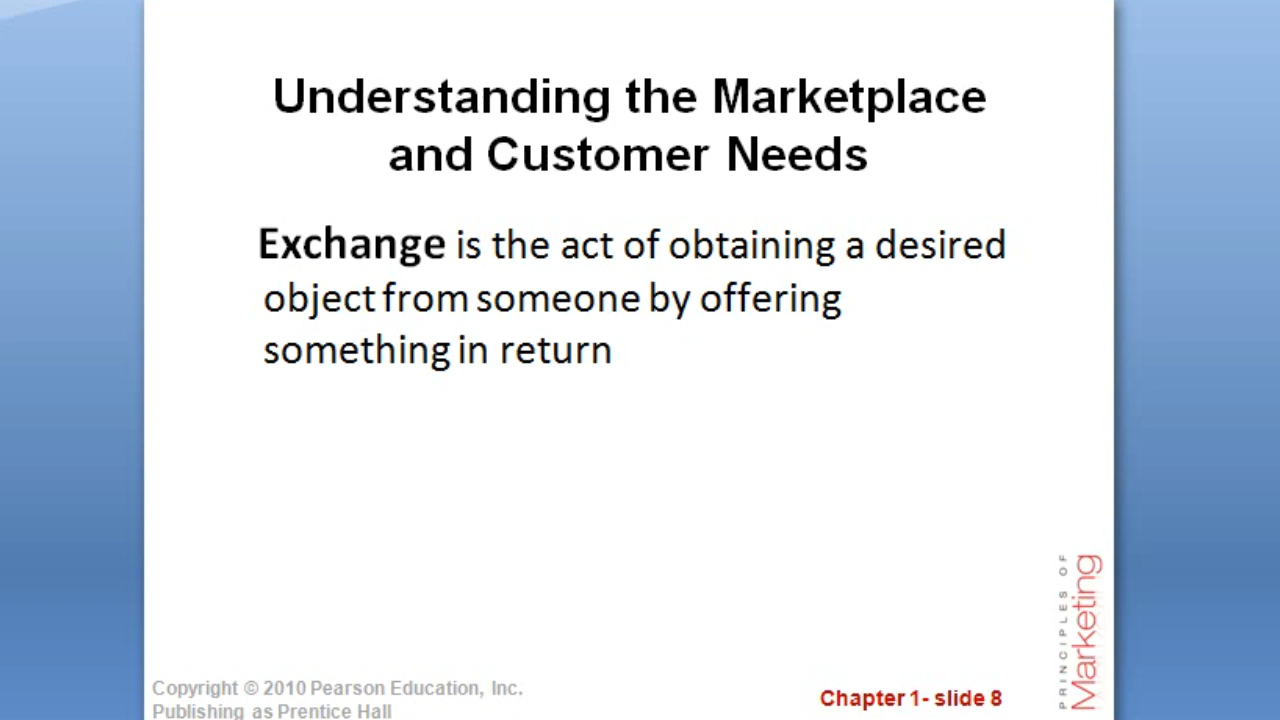 Understanding the Marketplace
and Customer Needs
Exchange is the act of obtaining a desired
object from someone by offering
something in return
PRINCIPLES OF
Marketing
Copyright © 2010 Pearson Education, Inc.
Publishing as Prentice Hall
Chapter 1- slide 8